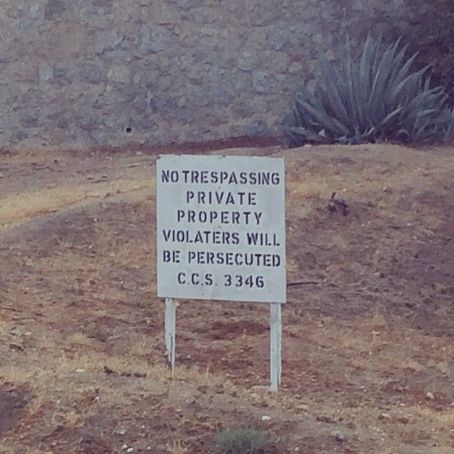 NO TRESPASSING
PRIVATE
PROPERTY
VIOLATERS WILL
BE PERSECUTED
C.C.S. 3346